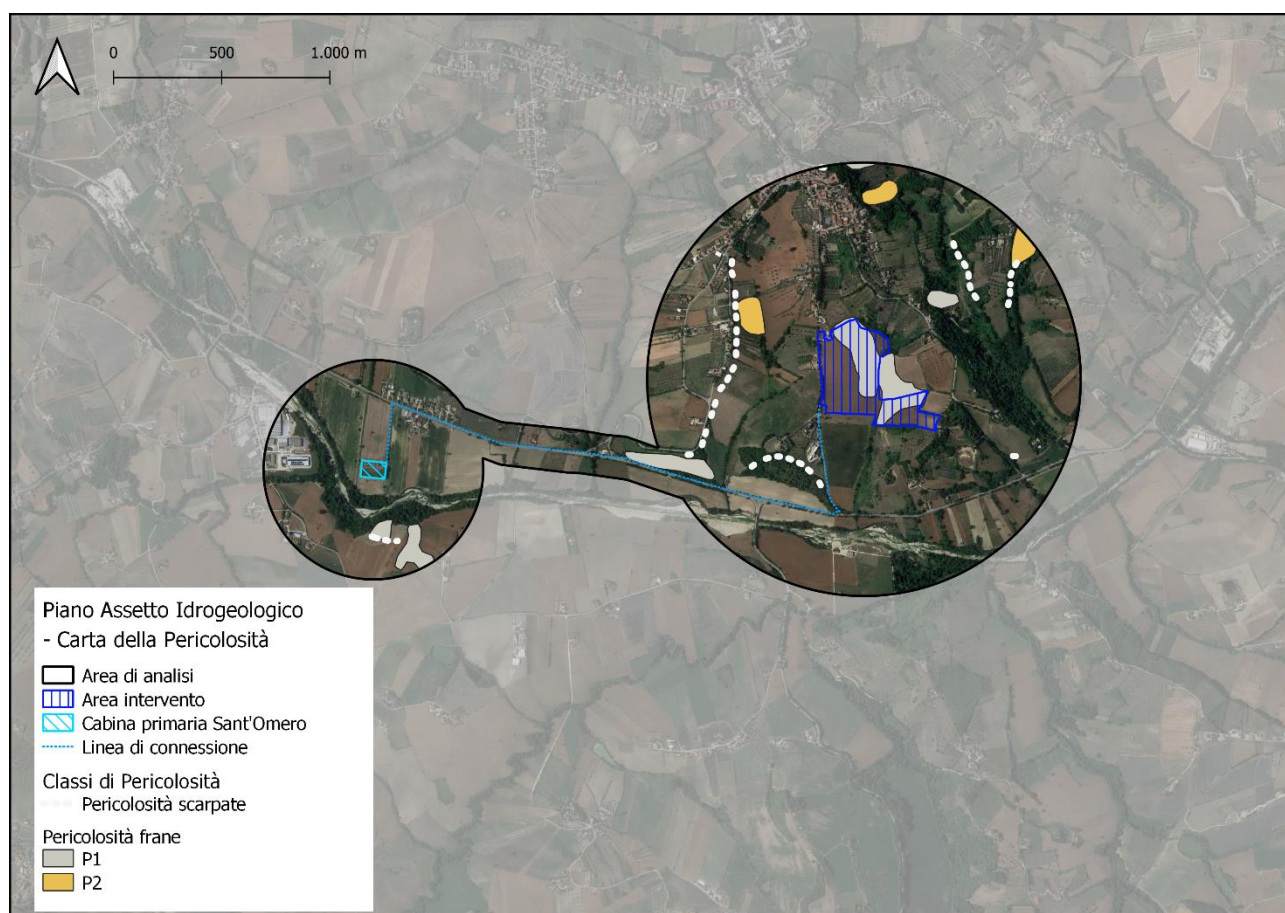 0 500 1.000 m
Piano Assetto Idrogeologico
- Carta della Pericolosità
Area di analisi
Area intervento
Cabina primaria Sant'Omero
Linea di connessione
Classi di Pericolosità
Pericolosità scarpate
Pericolosità frane
P1
P2